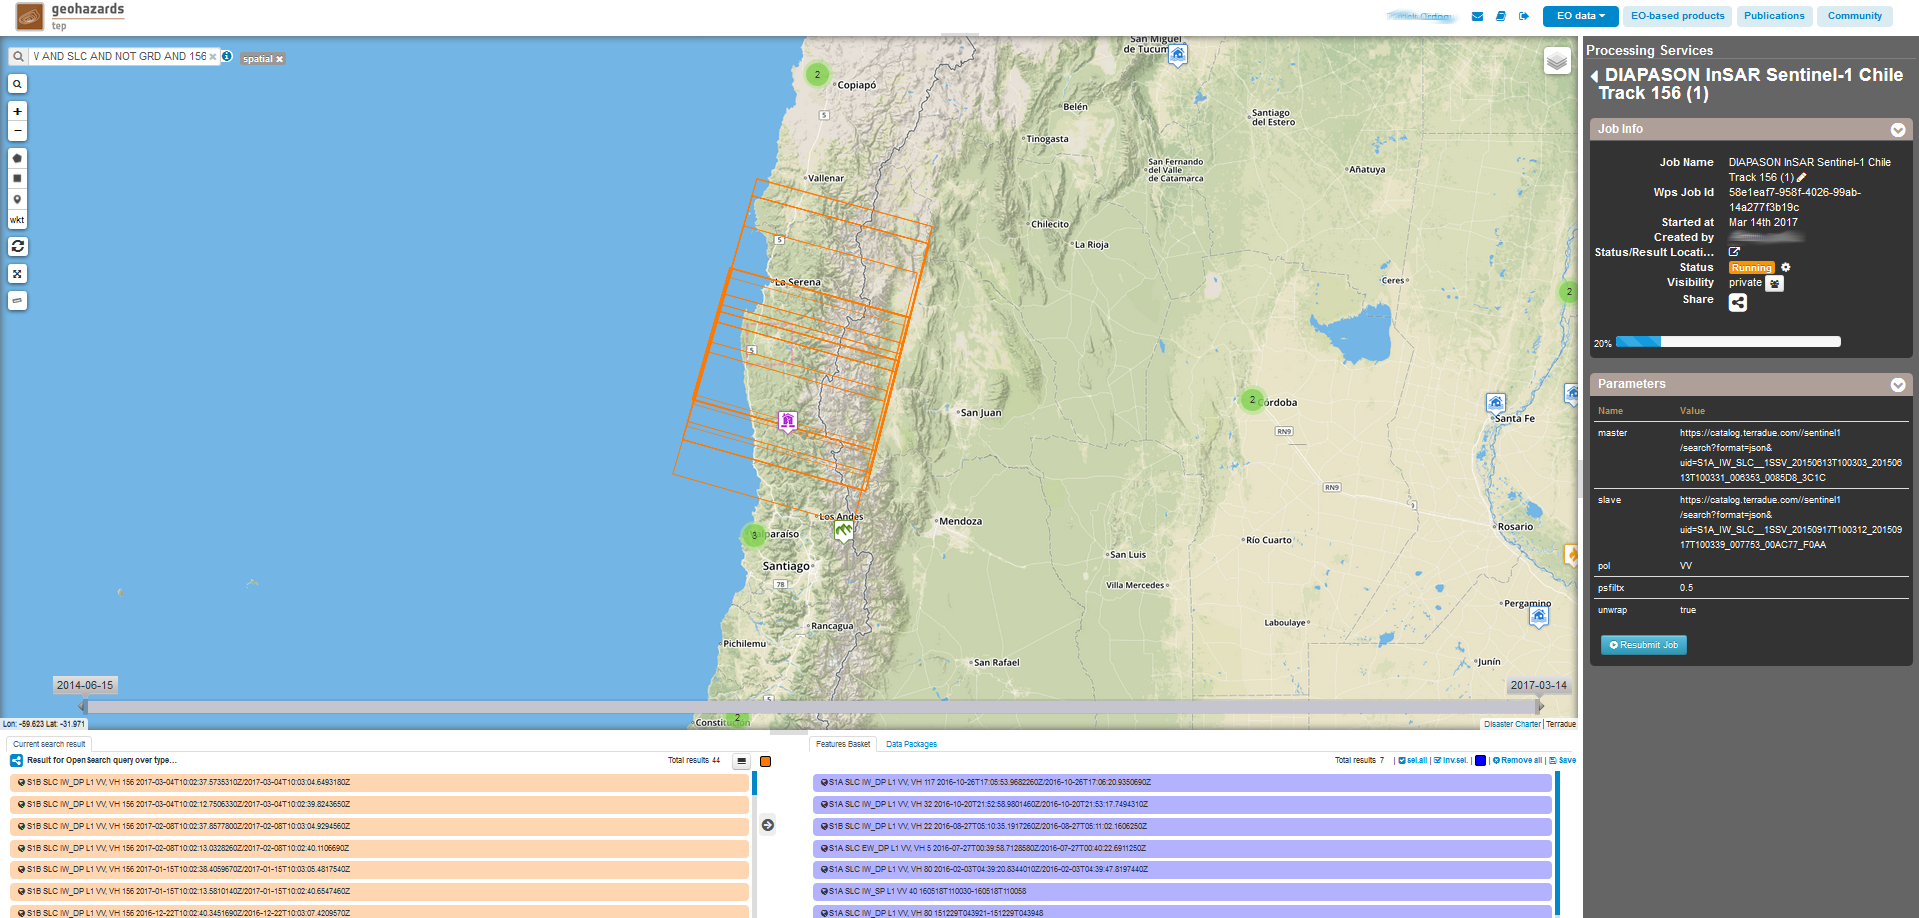 geohazards
tep
EO data
EO-based products
Publications
Community
V AND SLC AND NOT GRD AND 156
spatial
wkt
San Miguel
de Tucum
Copiapó
2
5
Belén
Santiago
del Estero
Tinogasta
San Fernando
del Valle
de Catamarca
Añatuya
Vallenar
Chilecito
La Rioja
5
La Serena
Ceres
2
5
San Juan
2
Córdoba
RN9
Santa Fe
RN9
Los Andes
Mendoza
3
alparaíso
Rosario
Río Cuarto
Santiago
San Luis
78
Villa Mercedes
Pergamino
Rancagua
Laboulaye
Pichilemu
San Rafael
Junín
2014-06-15
2017-03-14
5
Lon: -59.623 Lat: -31.971
Constitución
2
Disaster Charter | Terradue
Processing Services
DIAPASON InSAR Sentinel-1 Chile
Track 156 (1)
Job Info
Job Name DIAPASON InSAR Sentinel-1 Chile
Track 156 (1)
Wps Job Id 58e1eaf7-958f-4026-99ab-
14a277f3b19c
Started at Mar 14th 2017
Created by
Status/Result Locati...
Status Running
Visibility private
Share
20%
Parameters
Name Value
master https://catalog.terradue.com//sentinel1
/search?format=json&
uid=S1A_IW_SLC__1SSV_20150613T100303_201506
13T100331_006353_0085D8_3C1C
slave https://catalog.terradue.com//sentinel1
/search?format=json&
uid=S1A_IW_SLC__1SSV_20150917T100312_201509
17T100339_007753_00AC77_F0AA
pol VV
psfiltx 0.5
unwrap true
Resubmit Job
Current search result
Result for OpenSearch query over type...
Total results 44
S1B SLC IW_DP L1 VV, VH 156 2017-03-04T10:02:37.5735310Z/2017-03-04T10:03:04.6493180Z
S1B SLC IW_DP L1 VV, VH 156 2017-03-04T10:02:12.7506330Z/2017-03-04T10:02:39.8243650Z
S1B SLC IW_DP L1 VV, VH 156 2017-02-08T10:02:37.8577800Z/2017-02-08T10:03:04.9294560Z
S1B SLC IW_DP L1 VV, VH 156 2017-02-08T10:02:13.0328260Z/2017-02-08T10:02:40.1106690Z
S1B SLC IW_DP L1 VV, VH 156 2017-01-15T10:02:38.4059670Z/2017-01-15T10:03:05.4817540Z
S1B SLC IW_DP L1 VV, VH 156 2017-01-15T10:02:13.5810140Z/2017-01-15T10:02:40.6547460Z
S1B SLC IW_DP L1 VV, VH 156 2016-12-22T10:02:40.3451690Z/2016-12-22T10:03:07.4209570Z
Features Basket
Data Packages
Total results 7 | sel.all | inv.sel. | Remove all | Save
S1A SLC IW_DP L1 VV, VH 117 2016-10-26T17:05:53.9682260Z/2016-10-26T17:06:20.9350690Z
S1A SLC IW_DP L1 VV, VH 32 2016-10-20T21:52:58.9801460Z/2016-10-20T21:53:17.7494310Z
S1B SLC IW_DP L1 VV, VH 22 2016-08-27T05:10:35.1917260Z/2016-08-27T05:11:02.1606250Z
S1A SLC EW_DP L1 VV, VH 5 2016-07-27T00:39:58.7128580Z/2016-07-27T00:40:22.6911250Z
S1A SLC IW_DP L1 VV, VH 80 2016-02-03T04:39:20.8344010Z/2016-02-03T04:39:47.8197440Z
S1A SLC IW_SP L1 VV 40 160518T110030-160518T110058
S1A SLC IW_DP L1 VV, VH 80 151229T043921-151229T043948